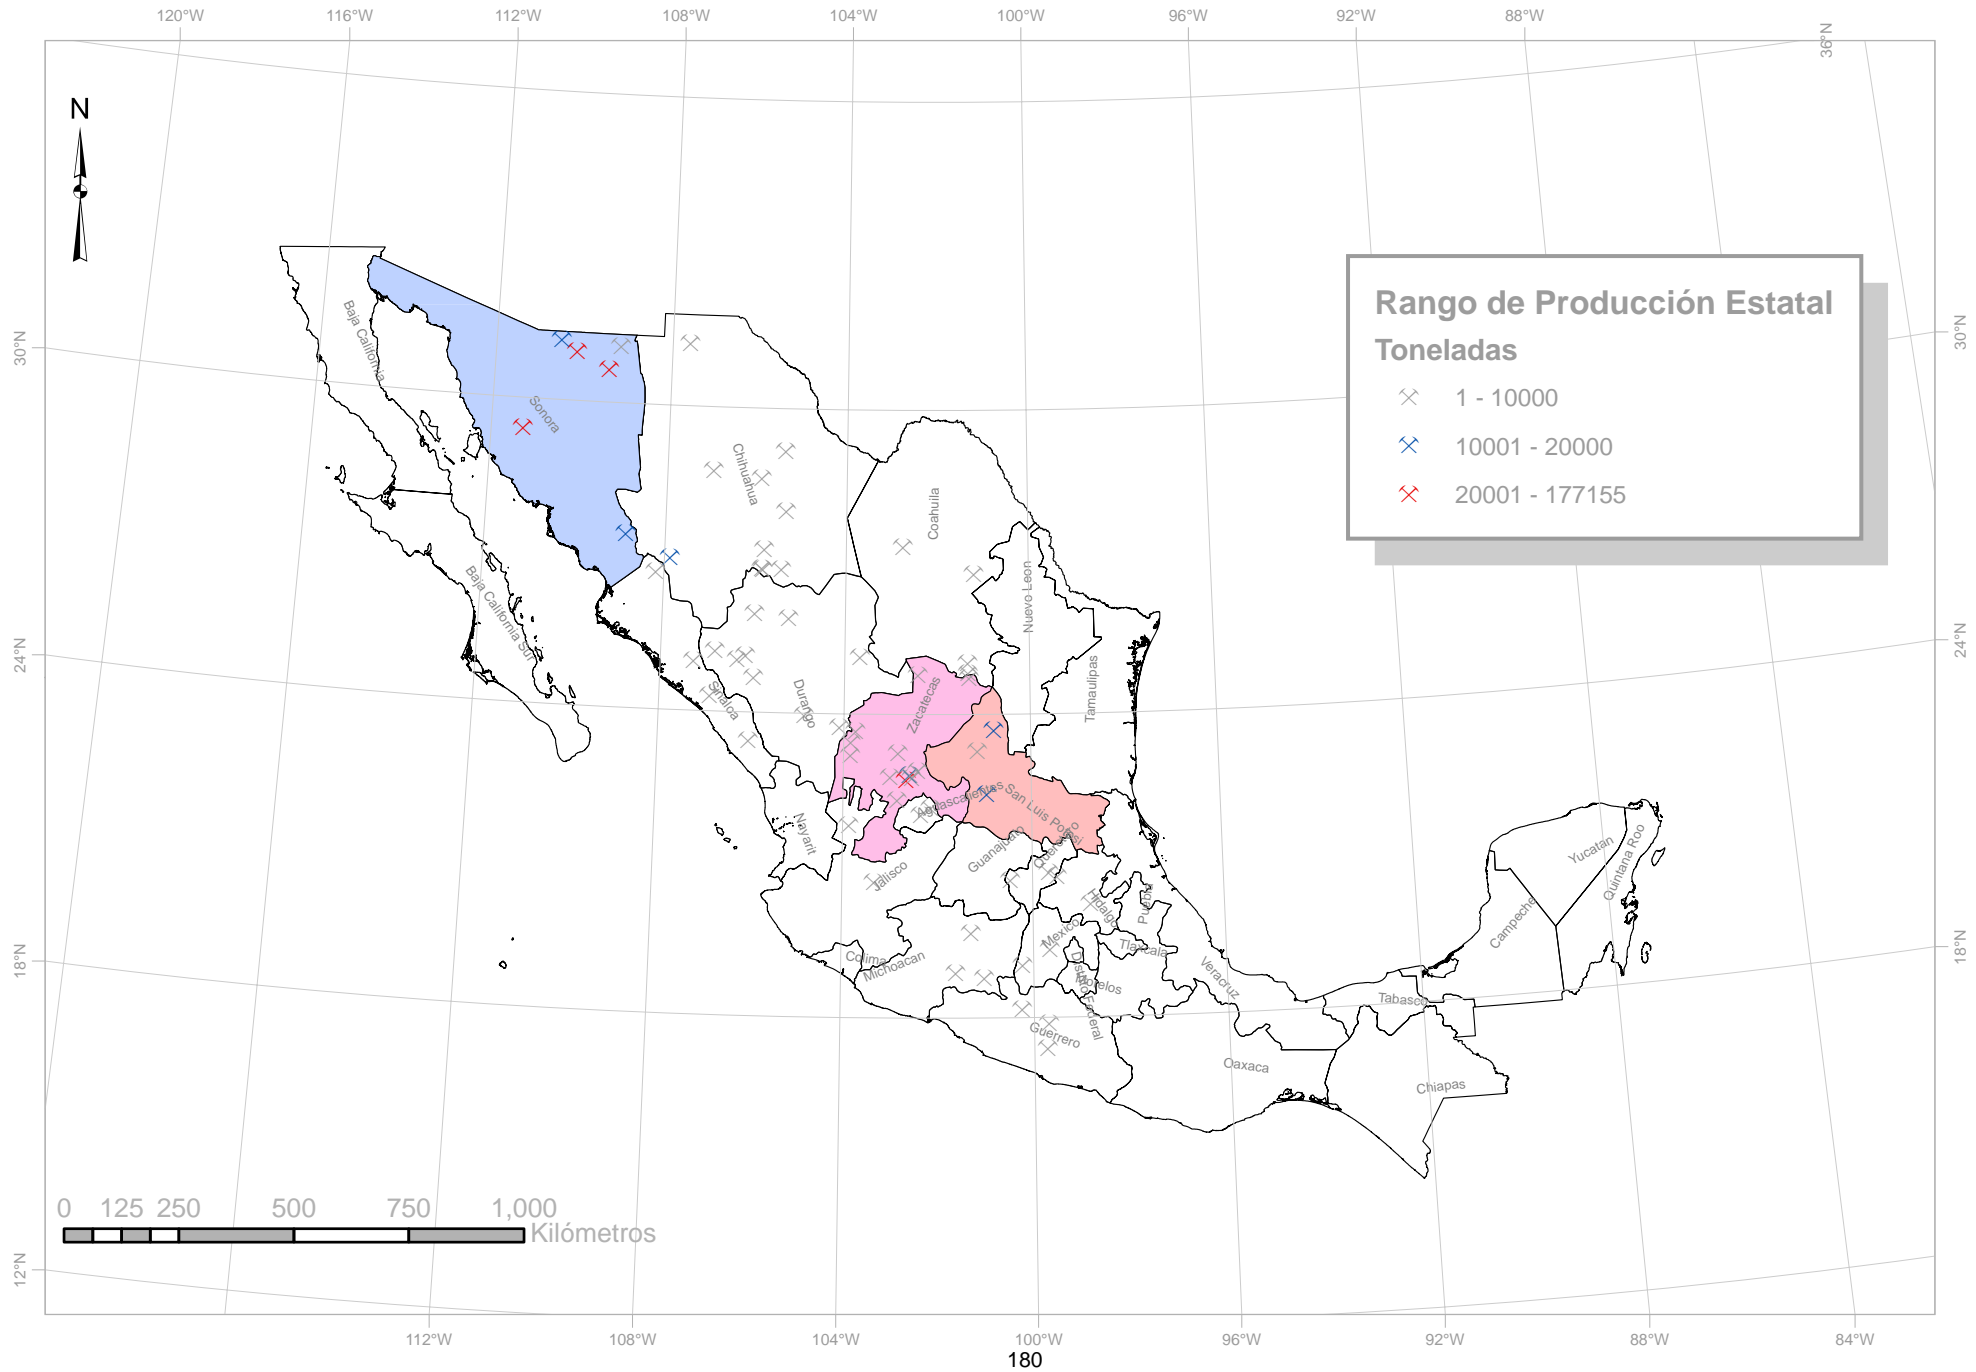 120°W 116°W 112°W 108°W 104°W 100°W 96°W 92°W 88°W
36°N
N
Rango de Producción Estatal
Toneladas
1 - 10000
10001 - 20000
20001 - 177155
30°N
30°N
24°N
24°N
18°N
18°N
12°N
Baja California
Sonora
Chihuahua
Coahuila
Nuevo Leon
Tamaulipas
Baja California Sur
Sinaloa
Durango
Zacatecas
San Luis Potosi
Aguascalientes
Nayarit
Jalisco
Guanajuato
Queretaro
Hidalgo
Puebla
Mexico
Tlaxcala
Colima
Michoacan
Distrito Federal
Morelos
Veracruz
Guerrero
Oaxaca
Tabasco
Chiapas
Campeche
Yucatan
Quintana Roo
0 125 250 500 750 1,000
Kilómetros
112°W 108°W 104°W 100°W 96°W 92°W 88°W 84°W
180